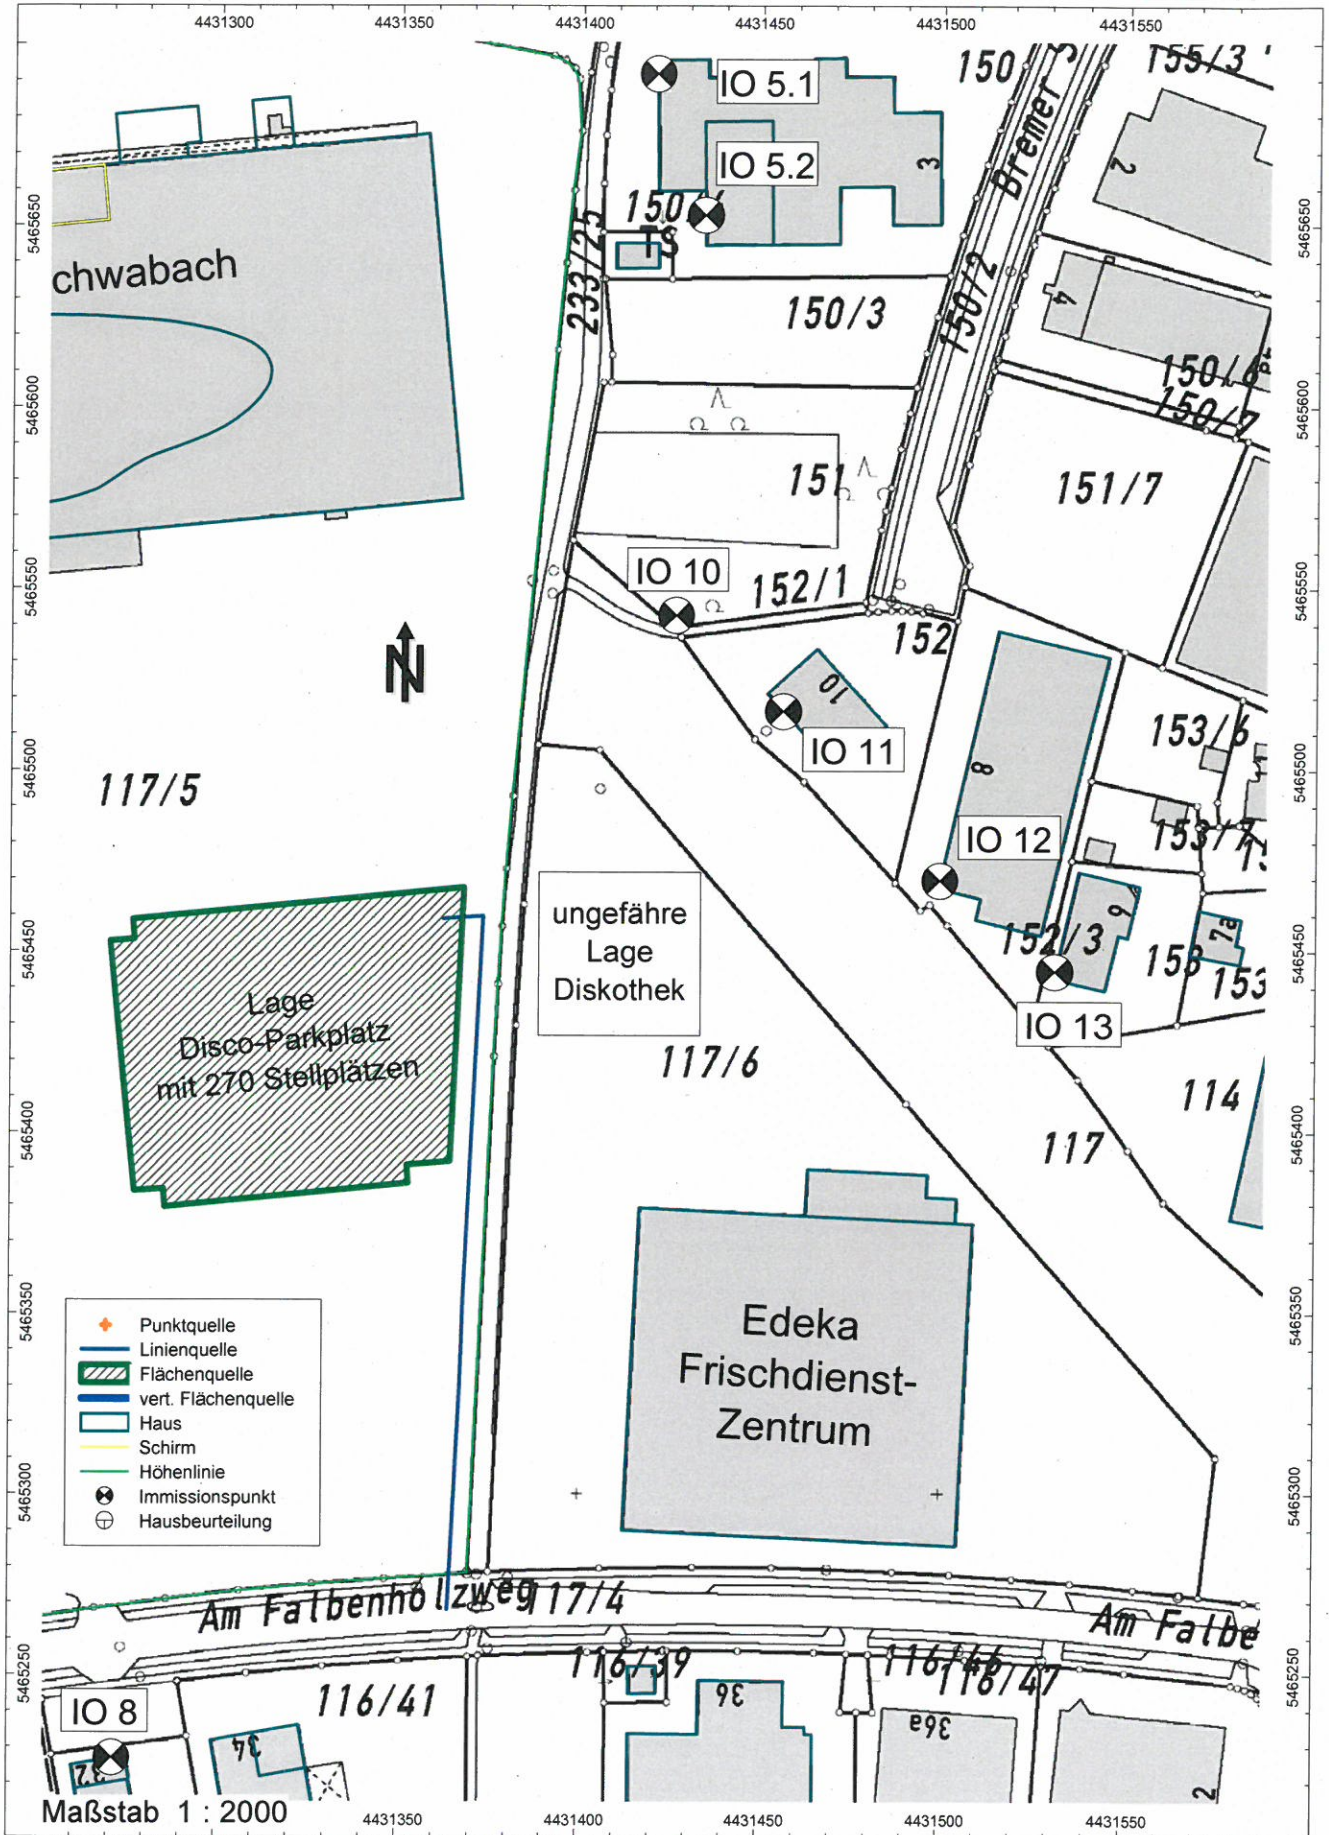 4431300 4431350 4431400 4431450 4431500 4431550
5465650
5465600
5465550
5465500
5465450
5465400
5465350
5465300
5465250
IO 5.1
150
Bremer S
155/3
2
IO 5.2
3
150/
TS
chwabach
233/25
150/3
150/2
4
150/6
150/7
151
151/7
IO 10
152/1
152
N
10
IO 11
153/6
117/5
8
IO 12
153/7
ungefähre
Lage
Diskothek
9
152/3
153
7a
153
IO 13
Lage
Disco-Parkplatz
mit 270 Stellplätzen
117/6
114
117
Edeka
Frischdienst-
Zentrum
Punktquelle
Linienquelle
Flächenquelle
vert. Flächenquelle
Haus
Schirm
Höhenlinie
Immissionspunkt
Hausbeurteilung
Am Falbenholzweg
117/4
Am Falbe
116/39
116/46
116/47
116/41
IO 8
34
32
36
36a
2
Maßstab 1 : 2000
4431350 4431400 4431450 4431500 4431550
5465650
5465600
5465550
5465500
5465450
5465400
5465350
5465300
5465250